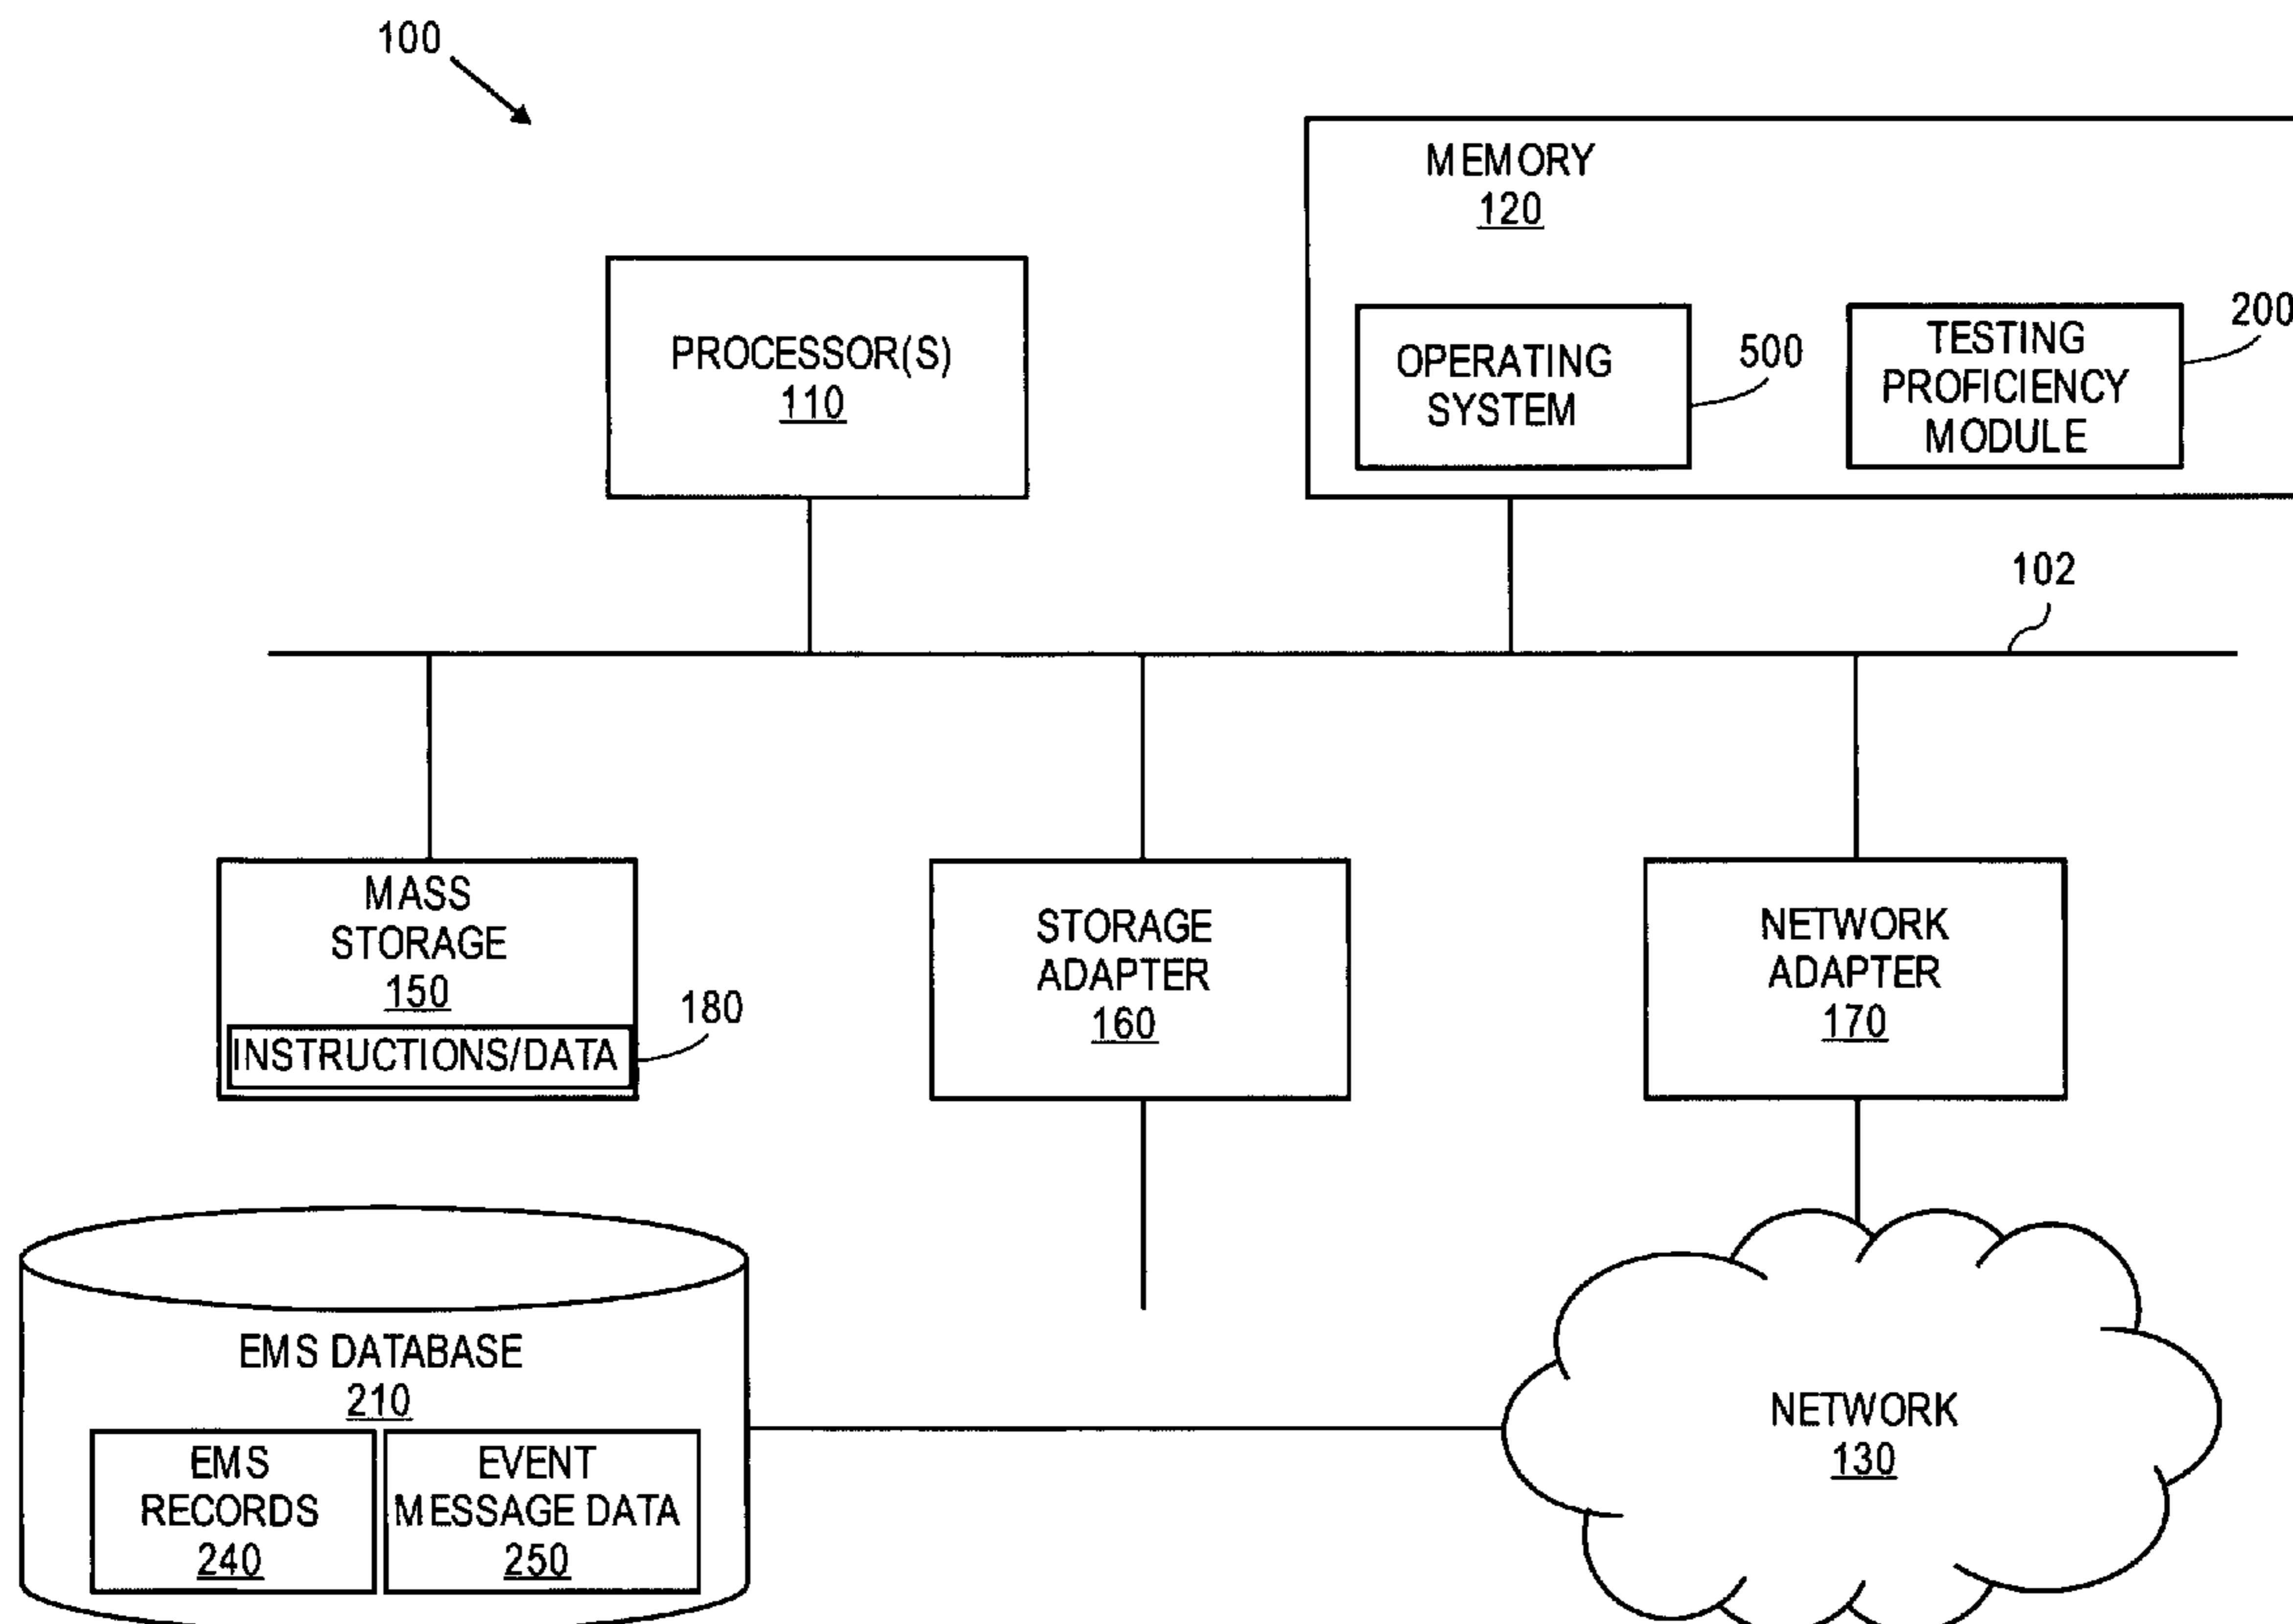 100
MEMORY
120
PROCESSOR(S)
110
OPERATING
SYSTEM
500
TESTING
PROFICIENCY
MODULE
200
102
MASS
STORAGE
150
INSTRUCTIONS/DATA
180
STORAGE
ADAPTER
160
NETWORK
ADAPTER
170
EMS DATABASE
210
EMS
RECORDS
240
EVENT
MESSAGE DATA
250
NETWORK
130